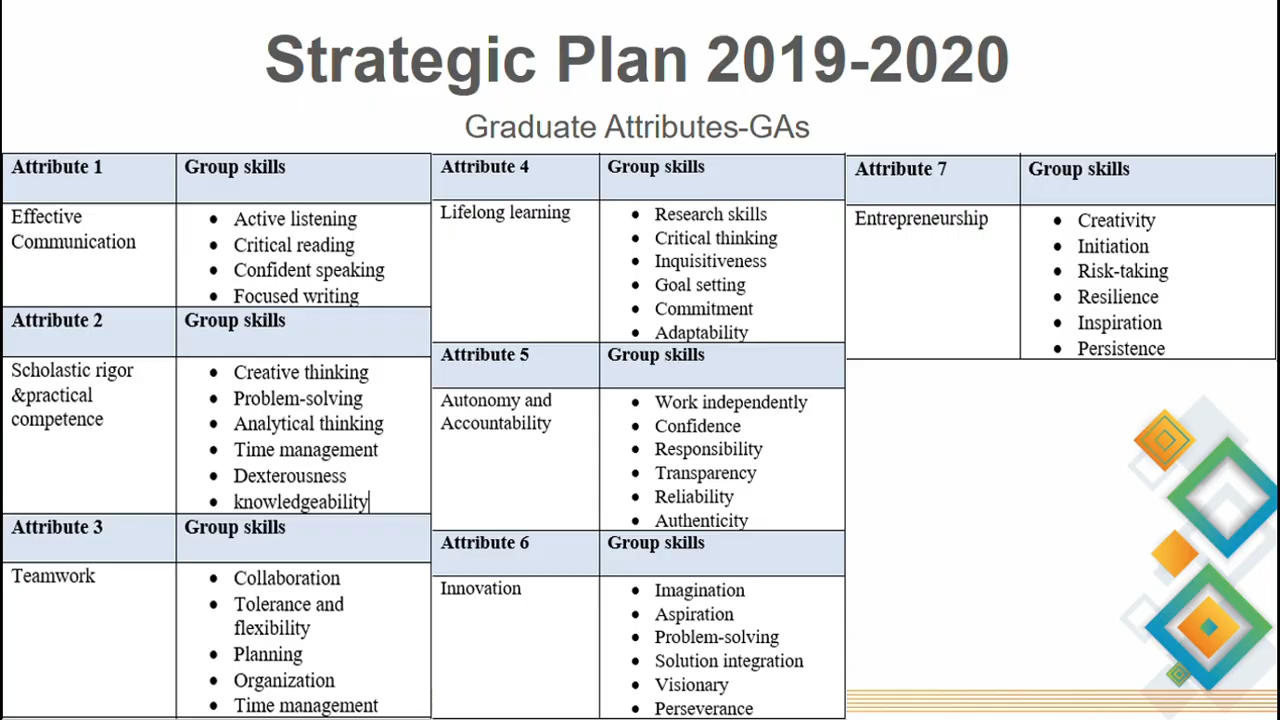 Strategic Plan 2019-2020
Graduate Attributes-GAs
Attribute 1
Group skills
Effective
Communication
Active listening
Critical reading
Confident speaking
Focused writing
Attribute 2
Group skills
Scholastic rigor
&practical
competence
Creative thinking
Problem-solving
Analytical thinking
Time management
Dexterousness
knowledgeability
Attribute 3
Group skills
Teamwork
Collaboration
Tolerance and
flexibility
Planning
Organization
Time management
Attribute 4
Group skills
Lifelong learning
Research skills
Critical thinking
Inquisitiveness
Goal setting
Commitment
Adaptability
Attribute 5
Group skills
Autonomy and
Accountability
Work independently
Confidence
Responsibility
Transparency
Reliability
Authenticity
Attribute 6
Group skills
Innovation
Imagination
Aspiration
Problem-solving
Solution integration
Visionary
Perseverance
Attribute 7
Group skills
Entrepreneurship
Creativity
Initiation
Risk-taking
Resilience
Inspiration
Persistence